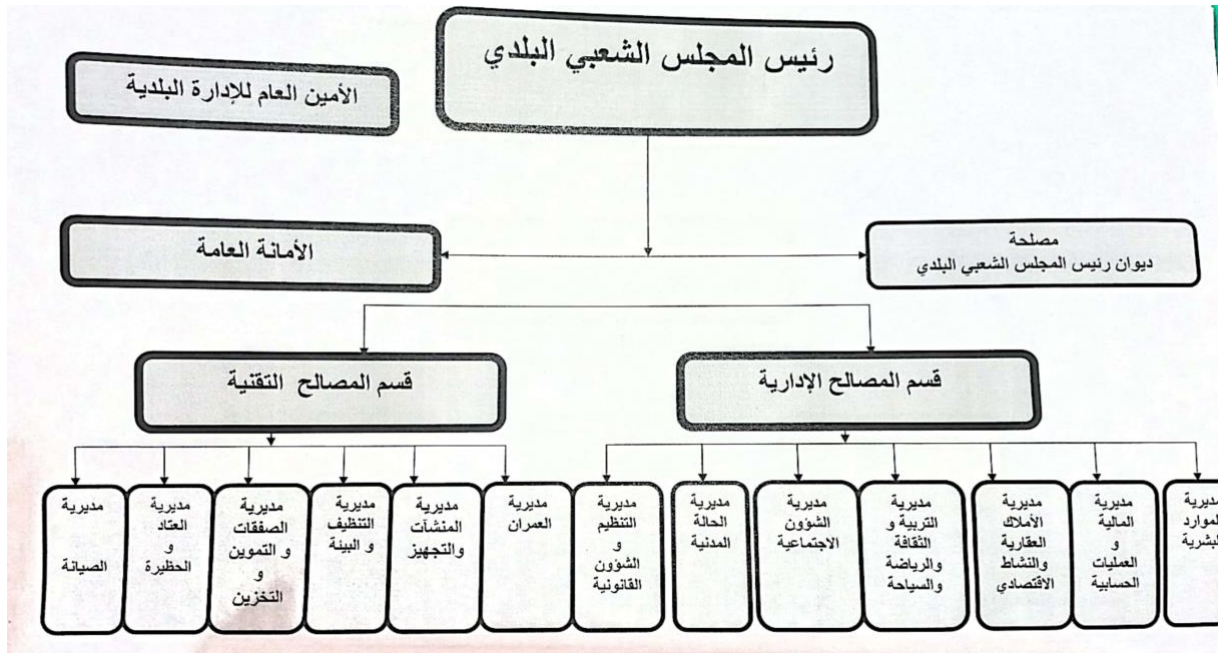 رئيس المجلس الشعبي البلدي
الأمين العام للإدارة البلدية
مصلحة
ديوان رئيس المجلس الشعبي البلدي
الأمانة العامة
قسم المصالح الإدارية
قسم المصالح التقنية
مديرية
الموارد
البشرية
مديرية
المالية
و
العمليات
الحسابية
مديرية
الأملاك
العقارية
والنشاط
الاقتصادي
مديرية
التربية و
الثقافة
والرياضة
والسياحة
مديرية
الشؤون
الاجتماعية
مديرية
الحالة
المدنية
مديرية
التنظيم
و
الشؤون
القانونية
مديرية
العمران
مديرية
المنشآت
والتجهيز
مديرية
التنظيف
و البيئة
مديرية
الصفقات
و التموين
و
التخزين
مديرية
العتاد
و
الحظيرة
مديرية
الصيانة